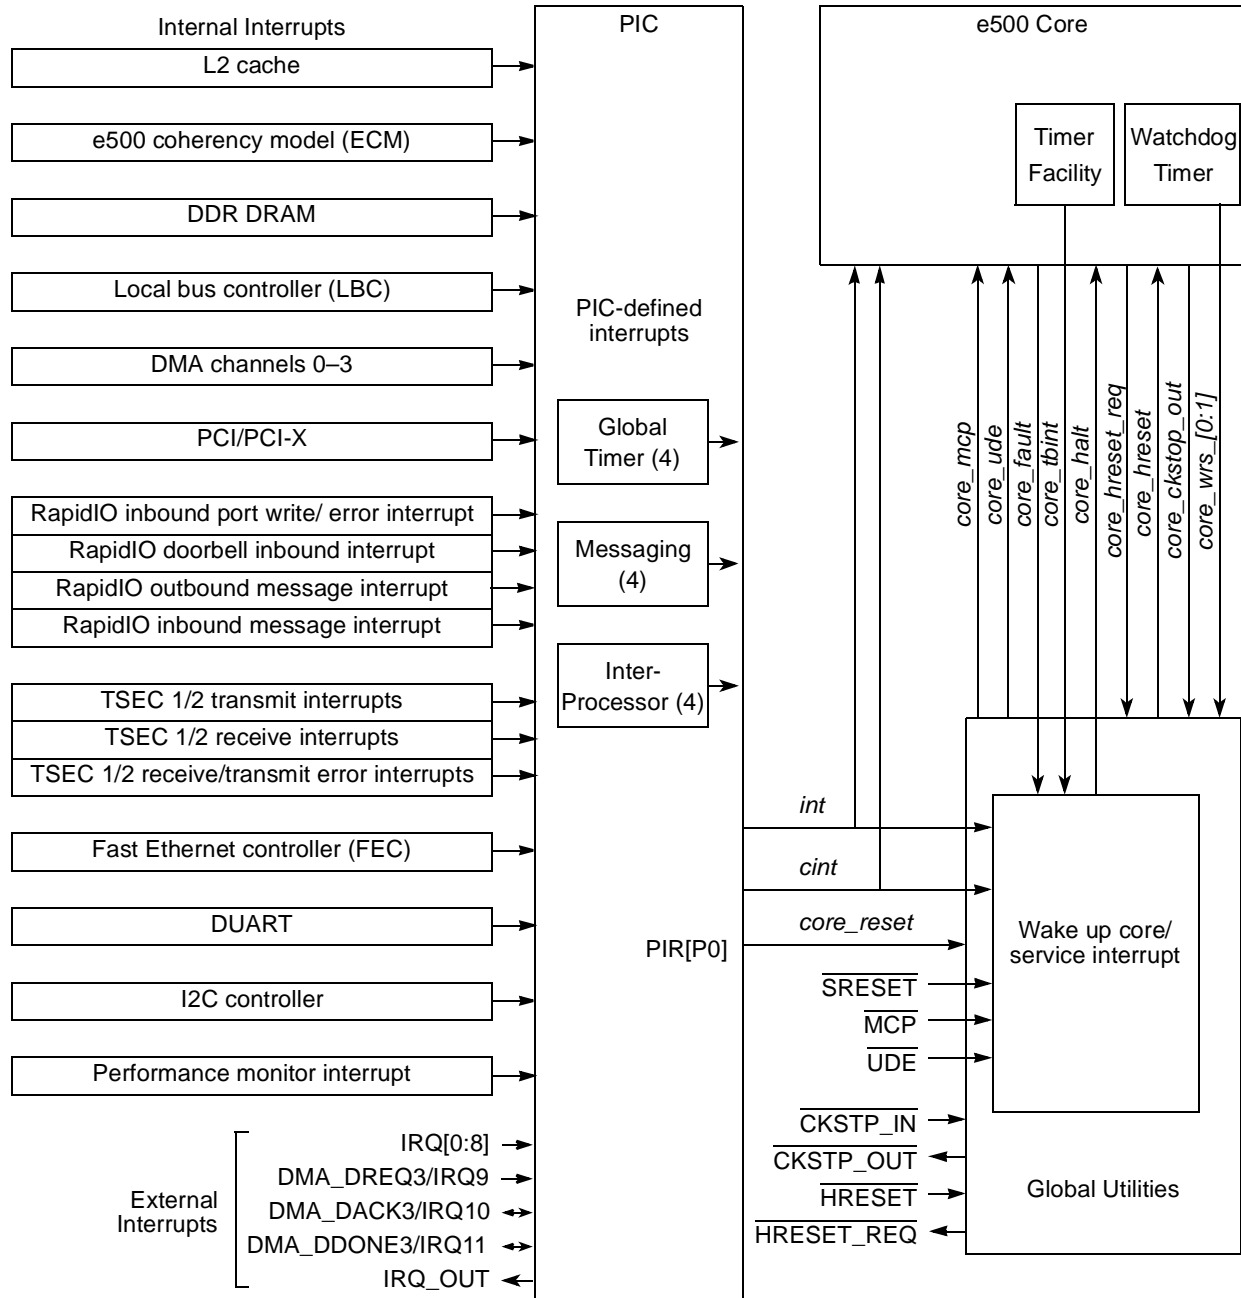 Internal Interrupts
L2 cache
e500 coherency model (ECM)
DDR DRAM
Local bus controller (LBC)
DMA channels 0–3
PCI/PCI-X
RapidIO inbound port write/ error interrupt
RapidIO doorbell inbound interrupt
RapidIO outbound message interrupt
RapidIO inbound message interrupt
TSEC 1/2 transmit interrupts
TSEC 1/2 receive interrupts
TSEC 1/2 receive/transmit error interrupts
Fast Ethernet controller (FEC)
DUART
I2C controller
Performance monitor interrupt
External
Interrupts
IRQ[0:8]
DMA_DREQ3/IRQ9
DMA_DACK3/IRQ10
DMA_DDONE3/IRQ11
IRQ_OUT
PIC
PIC-defined
interrupts
Global
Timer (4)
Messaging
(4)
Inter-
Processor (4)
PIR[P0]
e500 Core
Timer
Facility
Watchdog
Timer
core_mcp
core_ude
core_fault
core_tbint
core_halt
core_hreset_req
core_hreset
core_ckstop_out
core_wrs_[0:1]
int
cint
core_reset
SRESET
MCP
UDE
CKSTP_IN
CKSTP_OUT
HRESET
HRESET_REQ
Wake up core/
service interrupt
Global Utilities